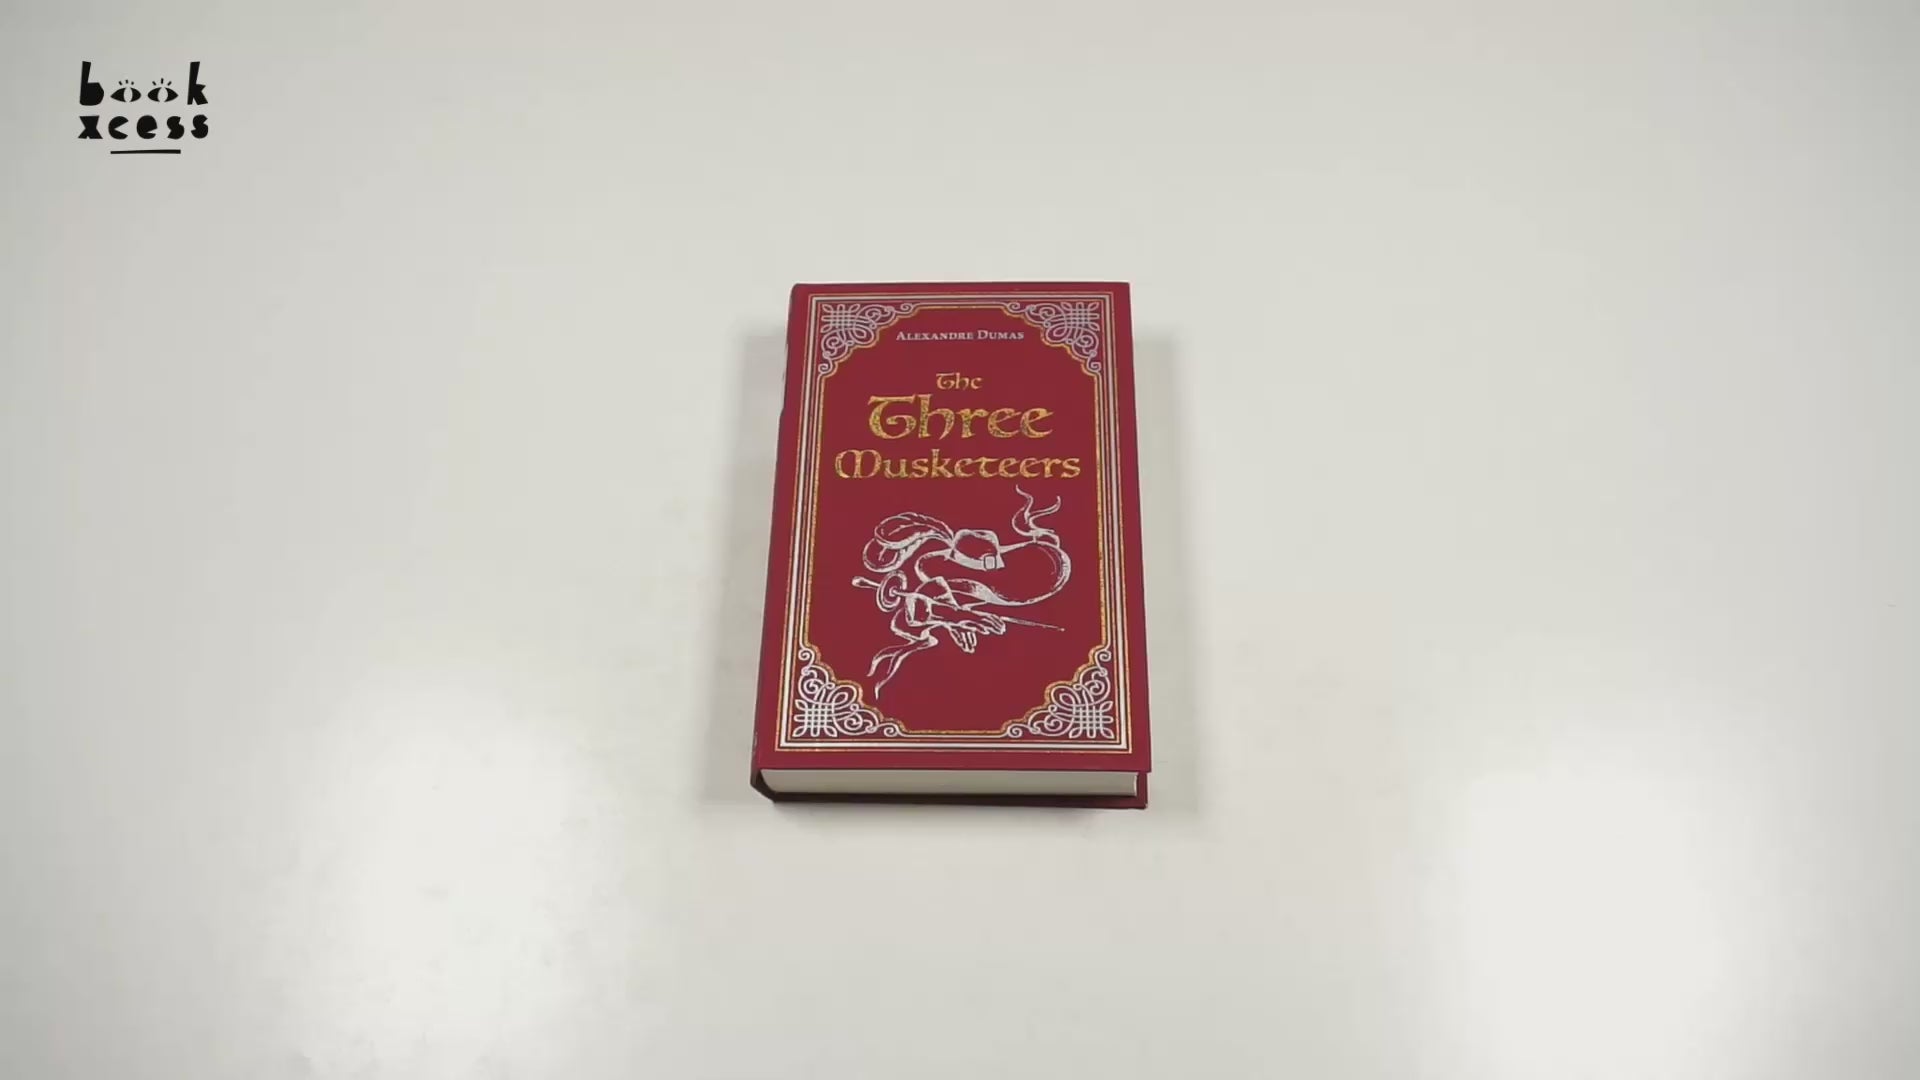 book
xcess
ALEXANDRE DUMAS
The
Three
Musketeers